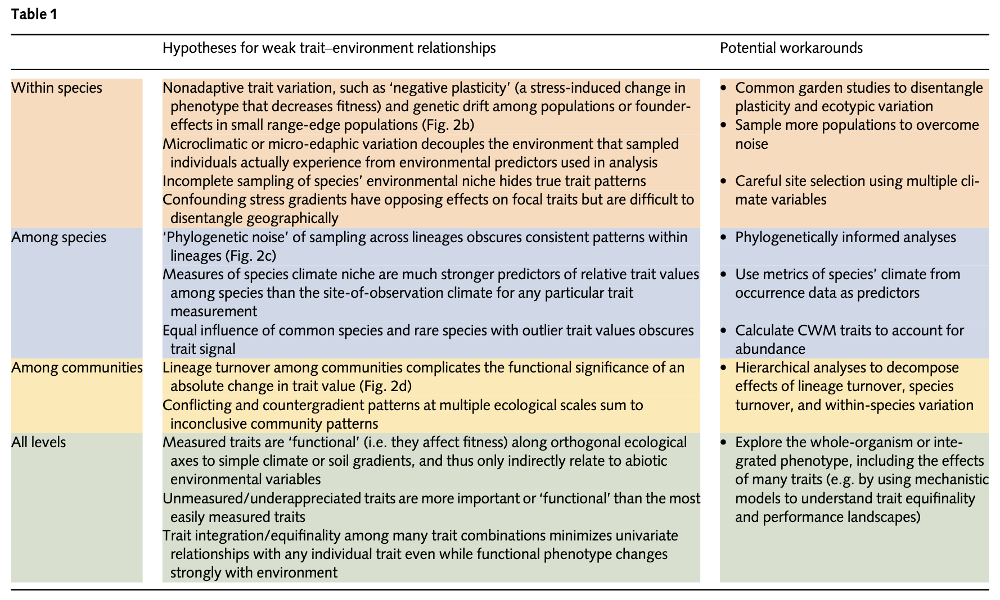 Table 1
Hypotheses for weak trait–environment relationships
Potential workarounds
Within species
Nonadaptive trait variation, such as ‘negative plasticity’ (a stress-induced change in
phenotype that decreases fitness) and genetic drift among populations or founder-
effects in small range-edge populations (Fig. 2b)
Microclimatic or micro-edaphic variation decouples the environment that sampled
individuals actually experience from environmental predictors used in analysis
Incomplete sampling of species’ environmental niche hides true trait patterns
Confounding stress gradients have opposing effects on focal traits but are difficult to
disentangle geographically
• Common garden studies to disentangle
plasticity and ecotypic variation
• Sample more populations to overcome
noise
• Careful site selection using multiple cli-
mate variables
Among species
‘Phylogenetic noise’ of sampling across lineages obscures consistent patterns within
lineages (Fig. 2c)
• Phylogenetically informed analyses
Measures of species climate niche are much stronger predictors of relative trait values
among species than the site-of-observation climate for any particular trait
measurement
• Use metrics of species’ climate from
occurrence data as predictors
Equal influence of common species and rare species with outlier trait values obscures
trait signal
• Calculate CWM traits to account for
abundance
Among communities
Lineage turnover among communities complicates the functional significance of an
absolute change in trait value (Fig. 2d)
Conflicting and countergradient patterns at multiple ecological scales sum to
inconclusive community patterns
• Hierarchical analyses to decompose
effects of lineage turnover, species
turnover, and within-species variation
All levels
Measured traits are ‘functional’ (i.e. they affect fitness) along orthogonal ecological
axes to simple climate or soil gradients, and thus only indirectly relate to abiotic
environmental variables
Unmeasured/underappreciated traits are more important or ‘functional’ than the most
easily measured traits
Trait integration/equifinality among many trait combinations minimizes univariate
relationships with any individual trait even while functional phenotype changes
strongly with environment
• Explore the whole-organism or inte-
grated phenotype, including the effects
of many traits (e.g. by using mechanistic
models to understand trait equifinality
and performance landscapes)